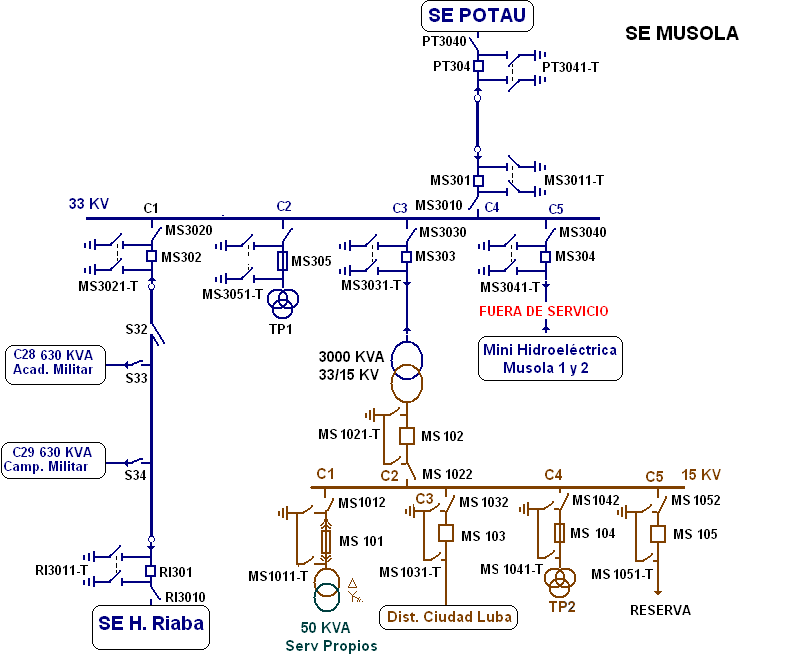 SE POTAU
SE MUSOLA
PT3040
PT304
PT3041-T
MS301
MS3011-T
MS3010
33 KV
C1
C2
C3
C4
C5
MS3020
MS302
MS3021-T
MS305
MS-3051-T
TP1
MS3030
MS303
MS3031-T
MS3040
MS304
MS3041-T
FUERA DE SERVICIO
Mini Hidroeléctrica
Musola 1 y 2
S32
C28 630 KVA
Acad. Militar
S33
3000 KVA
33/15 KV
MS 1021-T
MS 102
MS 1022
C29 630 KVA
Camp. Militar
S34
C1
C2
C3
C4
C5
15 KV
MS1012
MS 101
MS1011-T
MS 1032
MS 103
MS1031-T
MS1042
MS 104
MS 1041-T
MS 1052
MS 105
MS 1051-T
RI3011-T
RI301
RI3010
SE H. Riaba
50 KVA
Serv Propios
Dist. Ciudad Luba
TP2
RESERVA